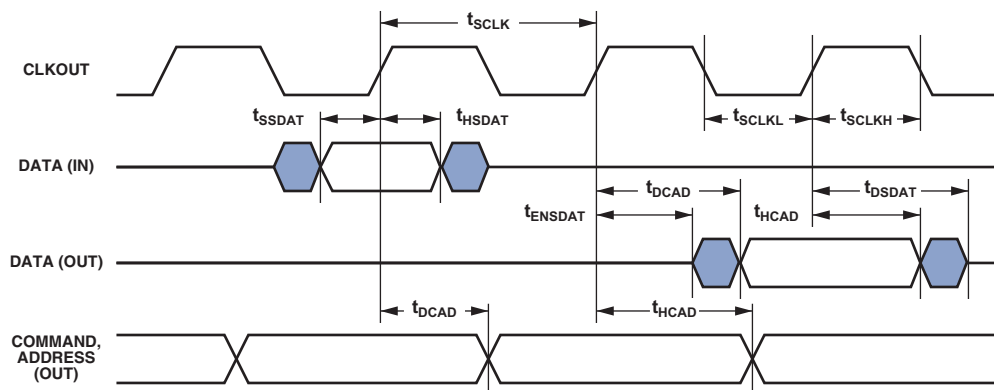 tSCLK
CLKOUT
tSSDAT
tHSDAT
tSCLKL
tSCLKH
DATA (IN)
tDCAD
tDSDAT
tENSDAT
tHCAD
DATA (OUT)
tDCAD
tHCAD
COMMAND,
ADDRESS
(OUT)